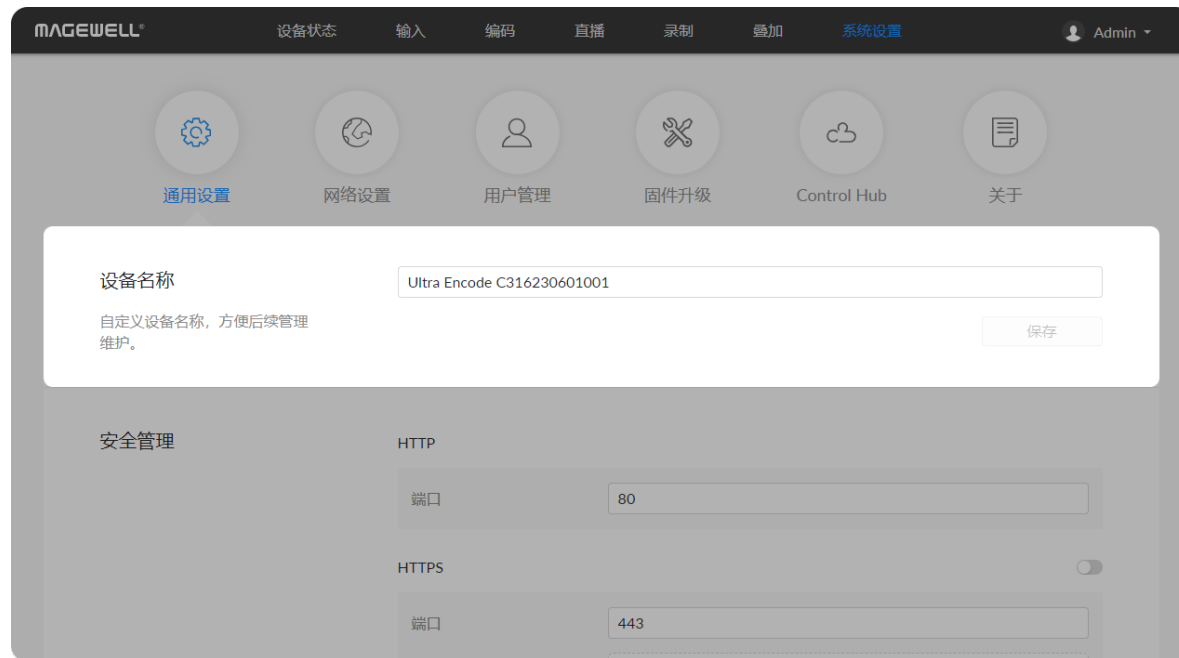 MAGEWELL®
设备状态 输入 编码 直播 录制 叠加 系统设置 Admin
通用设置 网络设置 用户管理 固件升级 Control Hub 关于
设备名称 Ultra Encode C316230601001
自定义设备名称，方便后续管理
维护。
保存
安全管理 HTTP
端口 80
HTTPS
端口 443